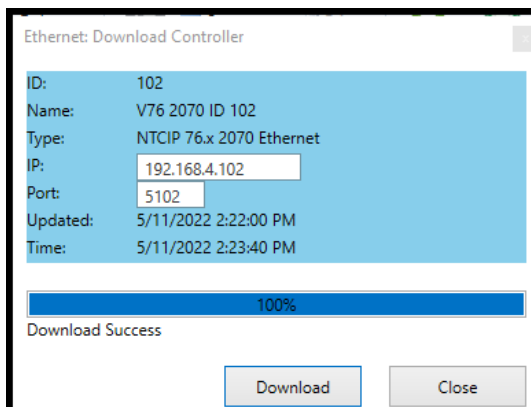 Ethernet: Download Controller
ID: 102
Name: V76 2070 ID 102
Type: NTCIP 76.x 2070 Ethernet
IP: 192.168.4.102
Port: 5102
Updated: 5/11/2022 2:22:00 PM
Time: 5/11/2022 2:23:40 PM
100%
Download Success
Download Close